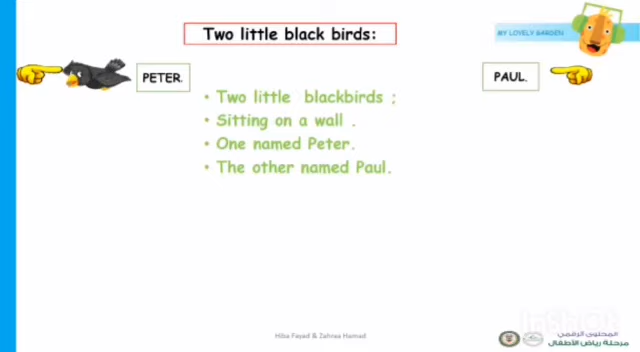 Two little black birds:
MY LOVELY GARDEN
PETER.
PAUL.
• Two little blackbirds ;
• Sitting on a wall .
• One named Peter.
• The other named Paul.
Hiba Fayad & Zahraa Hamad
المحتوى الرقمي
مرحلة رياض الأطفال